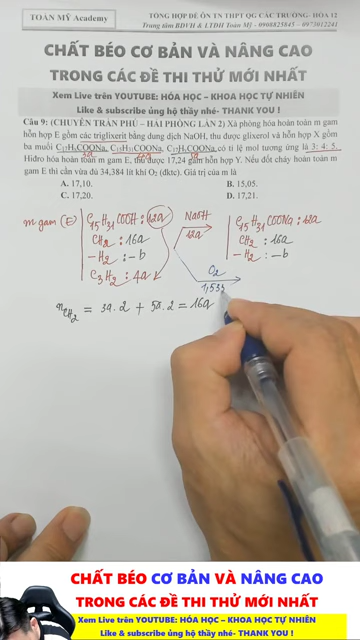 TOÁN MỸ Academy
TỔNG HỢP ĐỀ ÔN TN THPT QG CÁC TRƯỜNG- HÓA 12
Trung tâm BDVH & LTDH Toán Mỹ - 0908825645 – 0973012241
CHẤT BÉO CƠ BẢN VÀ NÂNG CAO
TRONG CÁC ĐỀ THI THỬ MỚI NHẤT
Xem Live trên YOUTUBE: HÓA HỌC – KHOA HỌC TỰ NHIÊN
Like & subscribe ủng hộ thầy nhé- THANK YOU !
Câu 9: (CHUYÊN TRẦN PHÚ – HẢI PHÒNG LẦN 2) Xà phòng hóa hoàn toàn m gam
hỗn hợp E gồm các triglixerit bằng dung dịch NaOH, thu được glixerol và hỗn hợp X gồm
ba muối C17HxCOONa, C15H31COONa, C17HyCOONa có tỉ lệ mol tương ứng là 3: 4: 5.
3a 4a 5a
Hiđro hóa hoàn toàn m gam E, thu được 17,24 gam hỗn hợp Y. Nếu đốt cháy hoàn toàn m
gam E thì cần vừa đủ 34,384 lít khí O2 (đktc). Giá trị của m là
A. 17,10. B. 15,05.
C. 17,20. D. 17,21.
m gam (E) C15H31COOH : 12a NaOH C15H31COONa : 12a
CH2 : 16a 12a CH2 : 16a
-H2 : -b -H2 : -b
C3H2 : 4a O2
1,535
nCH2 = 3a.2 + 5a.2 = 16a
CHẤT BÉO CƠ BẢN VÀ NÂNG CAO
TRONG CÁC ĐỀ THI THỬ MỚI NHẤT
Xem Live trên YOUTUBE: HÓA HỌC – KHOA HỌC TỰ NHIÊN
Like & subscribe ủng hộ thầy nhé- THANK YOU !